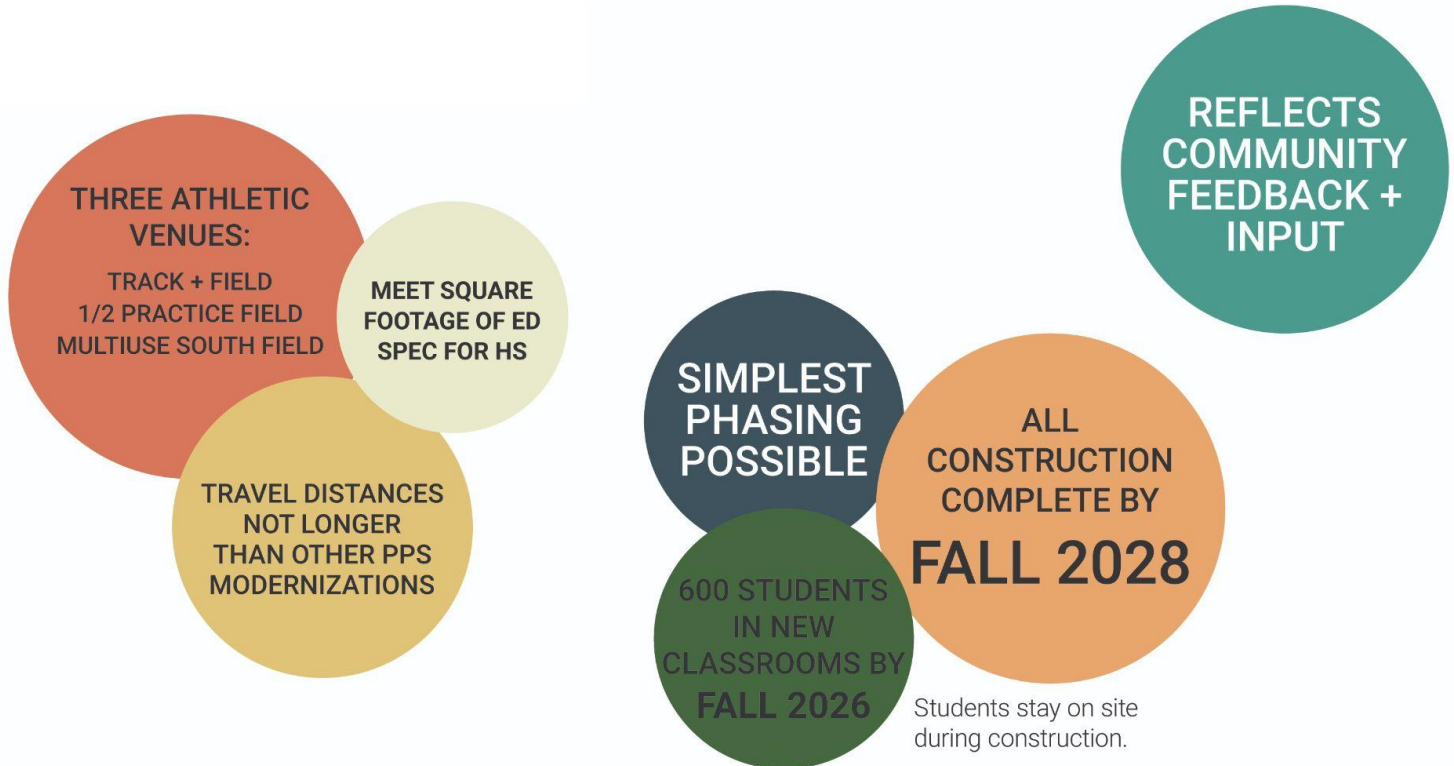 THREE ATHLETIC
VENUES:
TRACK + FIELD
1/2 PRACTICE FIELD
MULTIUSE SOUTH FIELD
MEET SQUARE
FOOTAGE OF ED
SPEC FOR HS
TRAVEL DISTANCES
NOT LONGER
THAN OTHER PPS
MODERNIZATIONS
SIMPLEST
PHASING
POSSIBLE
ALL
CONSTRUCTION
COMPLETE BY
FALL 2028
600 STUDENTS
IN NEW
CLASSROOMS BY
FALL 2026
Students stay on site
during construction.
REFLECTS
COMMUNITY
FEEDBACK +
INPUT